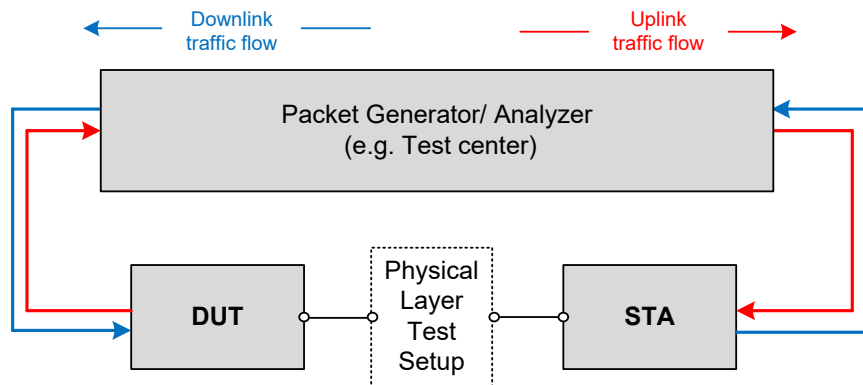 Downlink
traffic flow
Uplink
traffic flow
Packet Generator/ Analyzer
(e.g. Test center)
DUT
Physical
Layer
Test
Setup
STA